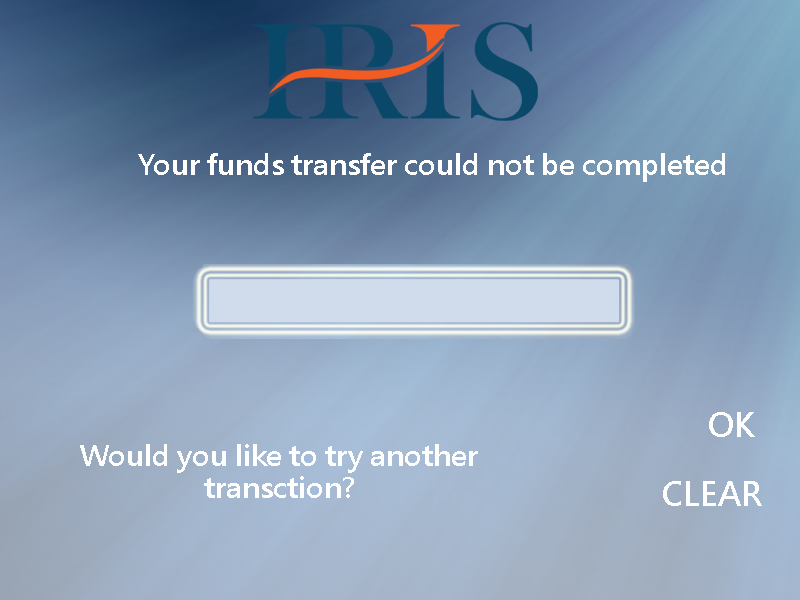 IRIS
Your funds transfer could not be completed
Would you like to try another
transction?
OK
CLEAR